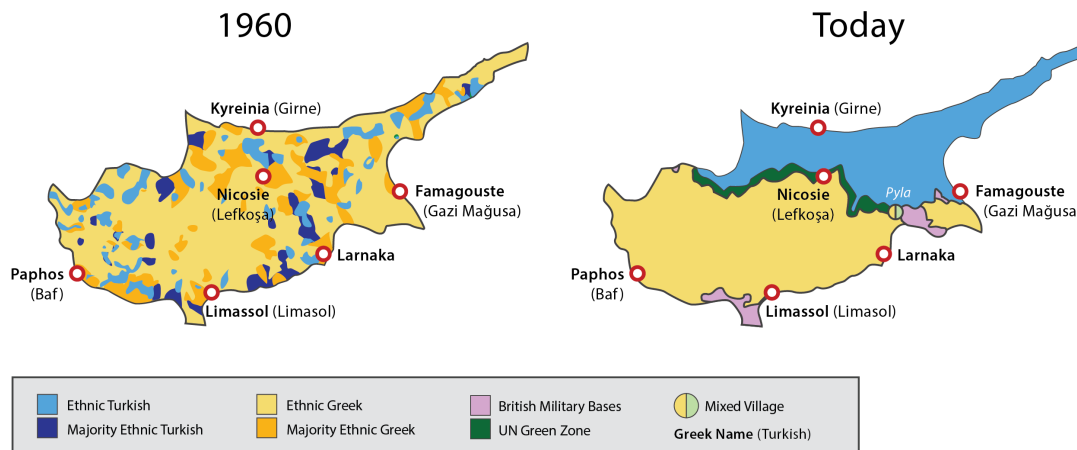 1960
Today
Kyreinia (Girne)
Nicosie
(Lefkoşa)
Famagouste
(Gazi Mağusa)
Larnaka
Paphos
(Baf)
Limassol (Limasol)
Kyreinia (Girne)
Nicosie
(Lefkoşa)
Pyla
Famagouste
(Gazi Mağusa
Larnaka
Paphos
(Baf)
Limassol (Limasol)
Ethnic Turkish
Majority Ethnic Turkish
Ethnic Greek
Majority Ethnic Greek
British Military Bases
UN Green Zone
Mixed Village
Greek Name (Turkish)